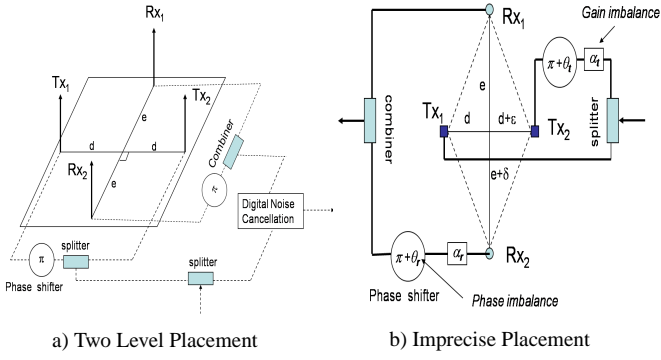 Rx1
Tx1
Tx2
e
d
d
Rx2
e
Combiner
π
Digital Noise
Cancellation
π
splitter
Phase shifter
splitter
a) Two Level Placement
Rx1
Gain imbalance
π+θt
αt
e
combiner
Tx1
d
d+ε
Tx2
splitter
e+δ
π+θr
αr
Rx2
Phase shifter
Phase imbalance
b) Imprecise Placement